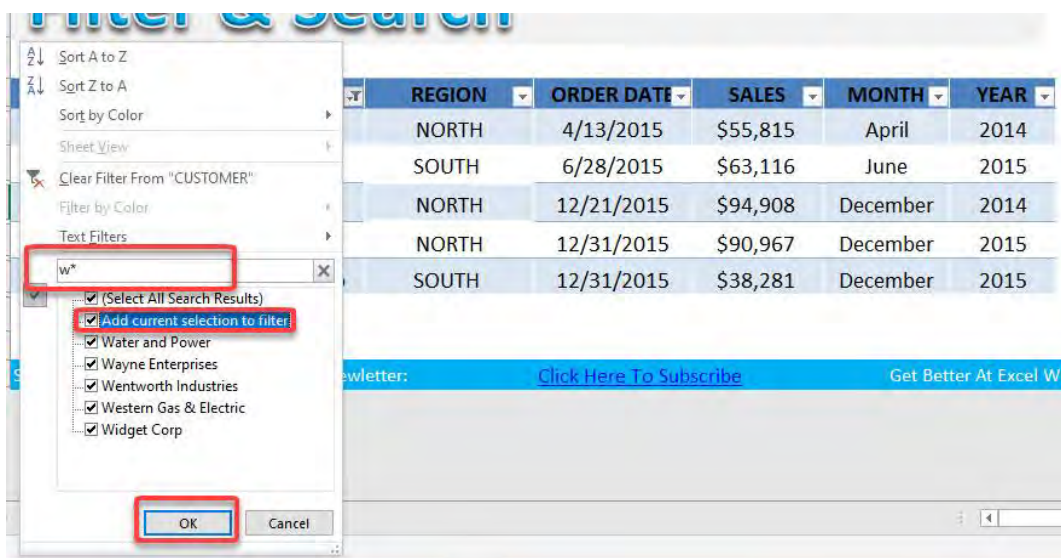 Filter & Search
Sort A to Z
Sort Z to A
Sort by Color
Sheet View
Clear Filter From "CUSTOMER"
Filter by Color
Text Filters
w*
(Select All Search Results)
Add current selection to filter
Water and Power
Wayne Enterprises
Wentworth Industries
Western Gas & Electric
Widget Corp
OK Cancel
REGION ORDER DATE SALES MONTH YEAR
NORTH 4/13/2015 $55,815 April 2014
SOUTH 6/28/2015 $63,116 June 2015
NORTH 12/21/2015 $94,908 December 2014
NORTH 12/31/2015 $90,967 December 2015
SOUTH 12/31/2015 $38,281 December 2015
Click Here To Subscribe Get Better At Excel